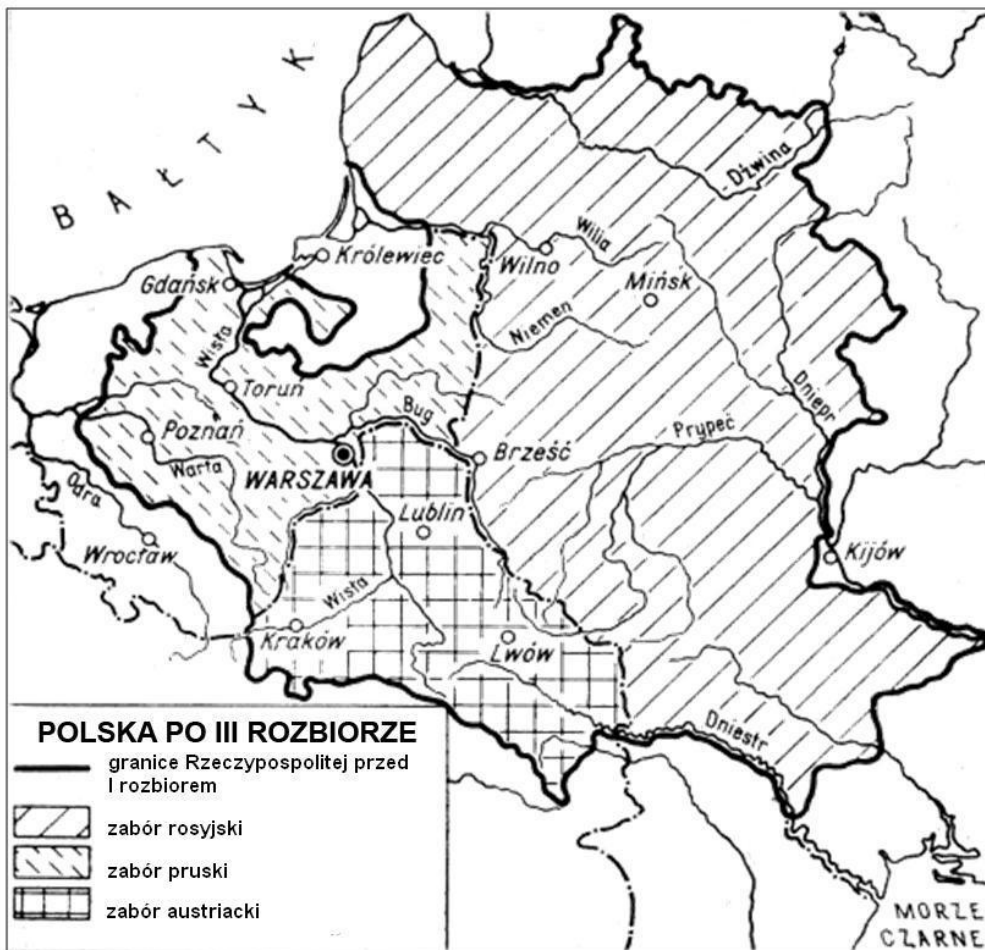 BAŁTYK
Dźwina
Królewiec
Wilno
Wilia
Gdańsk
Mińsk
Niemen
Wisła
Toruń
Dniepr
Bug
Prypeć
Poznań
Brześć
WARSZAWA
Warta
Odra
Lublin
Wrocław
Kijów
Wisła
Kraków
Lwów
Dniestr
POLSKA PO III ROZBIORZE
granice Rzeczypospolitej przed
I rozbiorem
zabór rosyjski
zabór pruski
zabór austriacki
MORZE
CZARNE